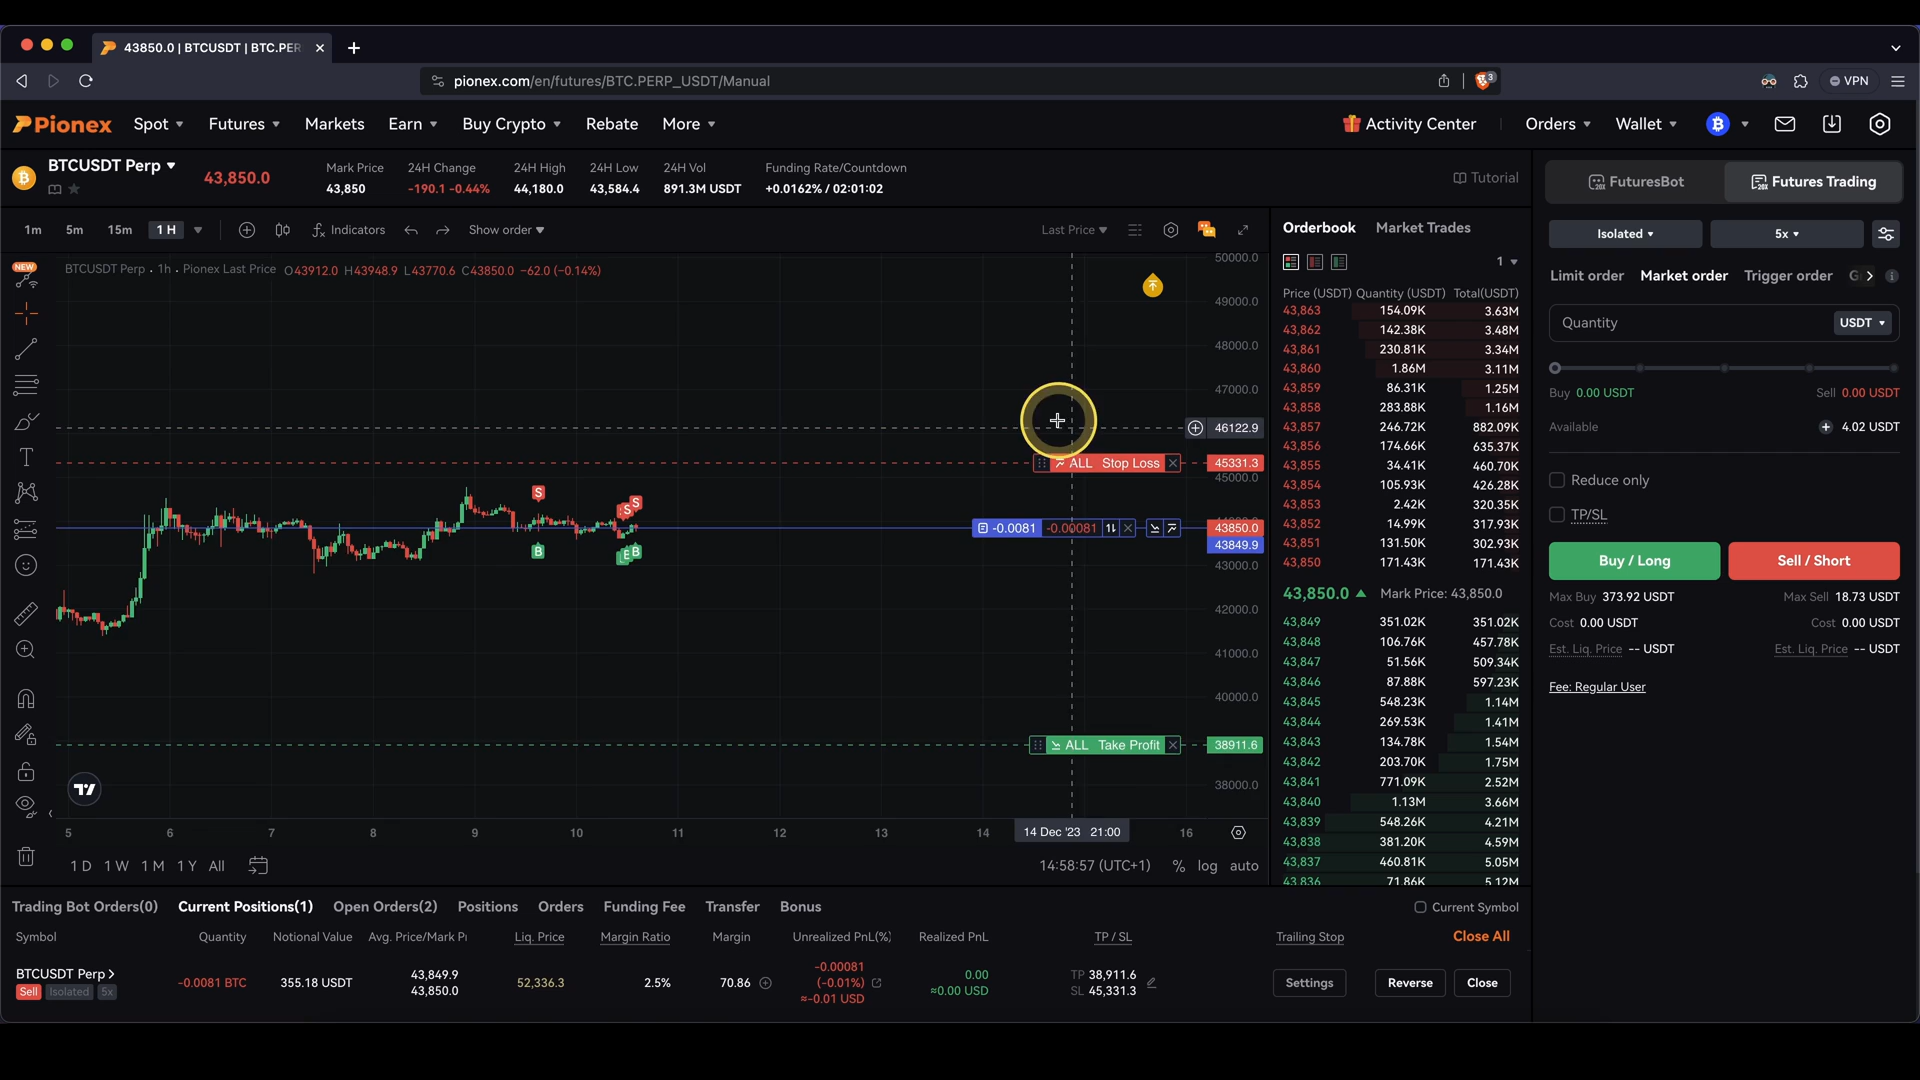 43850.0 | BTCUSDT | BTC.PER
pionex.com/en/futures/BTC.PERP_USDT/Manual
3
VPN
Pionex
Spot
Futures
Markets
Earn
Buy Crypto
Rebate
More
Activity Center
Orders
Wallet
BTCUSDT Perp
43,850.0
Mark Price
43,850
24H Change
-190.1 -0.44%
24H High
44,180.0
24H Low
43,584.4
24H Vol
891.3M USDT
Funding Rate/Countdown
+0.0162% / 02:01:02
Tutorial
FuturesBot
Futures Trading
1m 5m 15m 1 H
Indicators
Show order
Last Price
NEW
BTCUSDT Perp · 1h · Pionex Last Price O43912.0 H43948.9 L43770.6 C43850.0 −62.0 (−0.14%)
50000.0
49000.0
48000.0
47000.0
46122.9
ALL Stop Loss
45331.3
45000.0
S
S
S
-0.0081 -0.00081
43850.0
43849.9
B
B
43000.0
42000.0
41000.0
40000.0
ALL Take Profit
38911.6
38000.0
5 6 7 8 9 10 11 12 13 14 14 Dec '23 21:00 16
1 D 1 W 1 M 1 Y All
14:58:57 (UTC+1) % log auto
Orderbook Market Trades
1
Price (USDT) Quantity (USDT) Total(USDT)
43,863 154.09K 3.63M
43,862 142.38K 3.48M
43,861 230.81K 3.34M
43,860 1.86M 3.11M
43,859 86.31K 1.25M
43,858 283.88K 1.16M
43,857 246.72K 882.09K
43,856 174.66K 635.37K
43,855 34.41K 460.70K
43,854 105.93K 426.28K
43,853 2.42K 320.35K
43,852 14.99K 317.93K
43,851 131.50K 302.93K
43,850 171.43K 171.43K
43,850.0 Mark Price: 43,850.0
43,849 351.02K 351.02K
43,848 106.76K 457.78K
43,847 51.56K 509.34K
43,846 87.88K 597.23K
43,845 548.23K 1.14M
43,844 269.53K 1.41M
43,843 134.78K 1.54M
43,842 203.70K 1.75M
43,841 771.09K 2.52M
43,840 1.13M 3.66M
43,839 548.26K 4.21M
43,838 381.20K 4.59M
43,837 460.81K 5.05M
43,836 71.86K 5.12M
Isolated 5x
Limit order Market order Trigger order
Quantity USDT
Buy 0.00 USDT Sell 0.00 USDT
Available 4.02 USDT
Reduce only
TP/SL
Buy / Long Sell / Short
Max Buy 373.92 USDT Max Sell 18.73 USDT
Cost 0.00 USDT Cost 0.00 USDT
Est. Liq. Price -- USDT Est. Liq. Price -- USDT
Fee: Regular User
Trading Bot Orders(0) Current Positions(1) Open Orders(2) Positions Orders Funding Fee Transfer Bonus
Current Symbol
Symbol Quantity Notional Value Avg. Price/Mark Pr Liq. Price Margin Ratio Margin Unrealized PnL(%) Realized PnL TP / SL Trailing Stop Close All
BTCUSDT Perp
Sell Isolated 5x
-0.0081 BTC
355.18 USDT
43,849.9
43,850.0
52,336.3
2.5%
70.86
-0.00081
(-0.01%)
≈-0.01 USD
0.00
≈0.00 USD
TP 38,911.6
SL 45,331.3
Settings
Reverse
Close